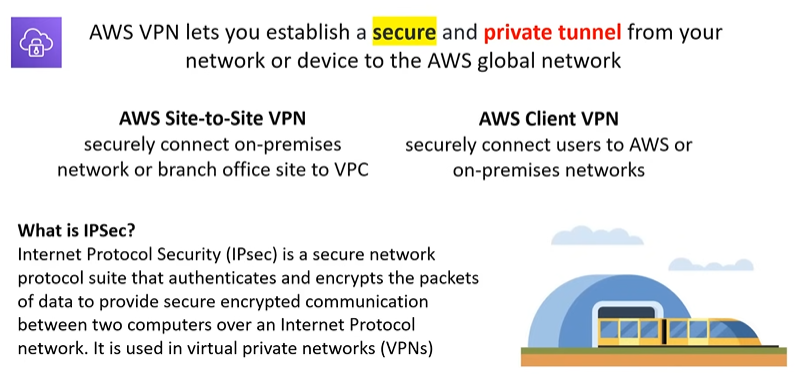 AWS VPN lets you establish a secure and private tunnel from your
network or device to the AWS global network
AWS Site-to-Site VPN
securely connect on-premises
network or branch office site to VPC
AWS Client VPN
securely connect users to AWS or
on-premises networks
What is IPSec?
Internet Protocol Security (IPsec) is a secure network
protocol suite that authenticates and encrypts the packets
of data to provide secure encrypted communication
between two computers over an Internet Protocol
network. It is used in virtual private networks (VPNs)